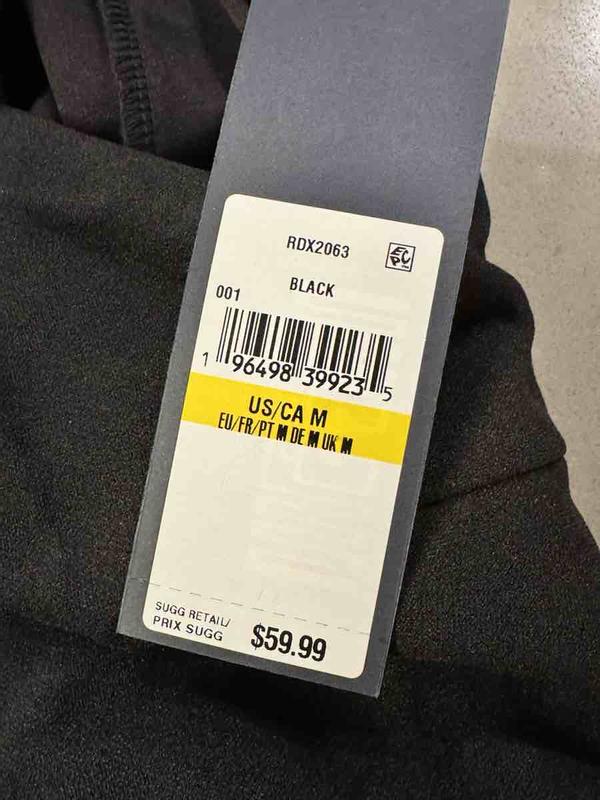 RDX2063
EPC
BLACK
001
1 96498 39923 5
US/CA M
EU/FR/PT M DE M UK M
SUGG RETAIL/
PRIX SUGG
$59.99